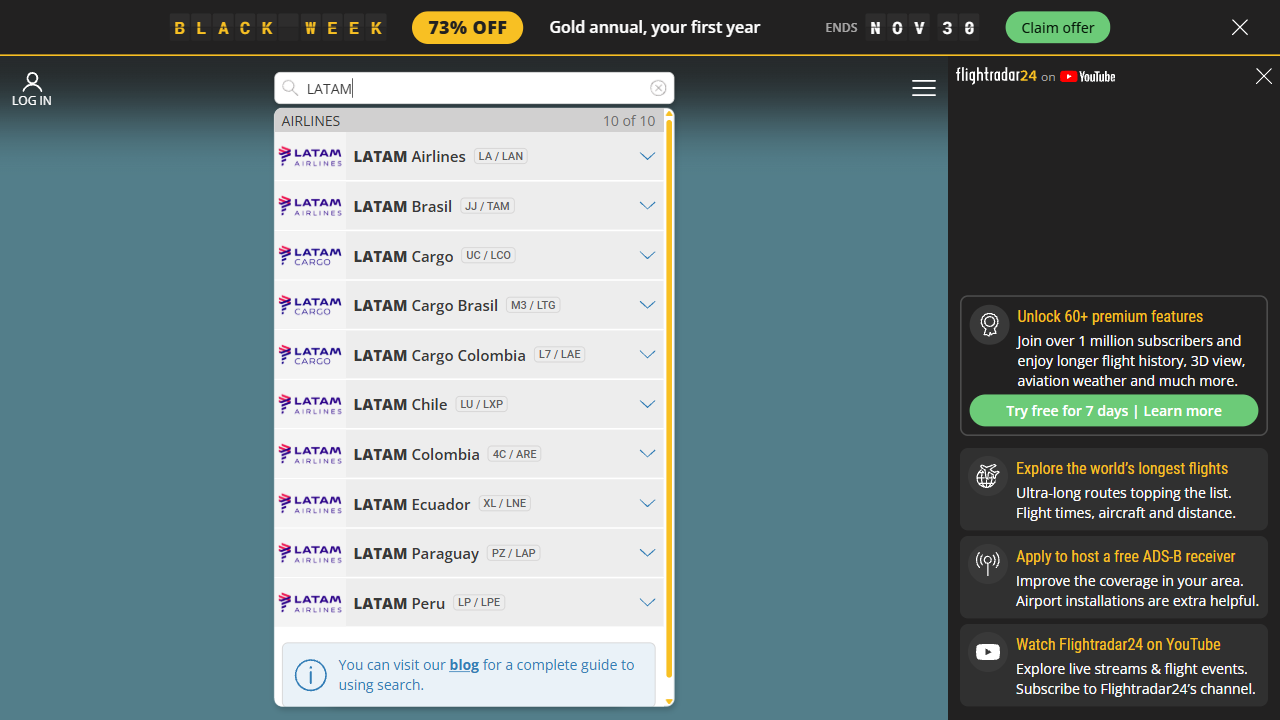 BLACK WEEK 73% OFF Gold annual, your first year ENDS NOV 30 Claim offer
LOG IN
LATAM
AIRLINES 10 of 10
LATAM AIRLINES LATAM Airlines LA / LAN
LATAM AIRLINES LATAM Brasil JJ / TAM
LATAM CARGO LATAM Cargo UC / LCO
LATAM CARGO LATAM Cargo Brasil M3 / LTG
LATAM CARGO LATAM Cargo Colombia L7 / LAE
LATAM AIRLINES LATAM Chile LU / LXP
LATAM AIRLINES LATAM Colombia 4C / ARE
LATAM AIRLINES LATAM Ecuador XL / LNE
LATAM AIRLINES LATAM Paraguay PZ / LAP
LATAM AIRLINES LATAM Peru LP / LPE
You can visit our blog for a complete guide to
using search.
flightradar24 on YouTube
Unlock 60+ premium features
Join over 1 million subscribers and
enjoy longer flight history, 3D view,
aviation weather and much more.
Try free for 7 days | Learn more
Explore the world's longest flights
Ultra-long routes topping the list.
Flight times, aircraft and distance.
Apply to host a free ADS-B receiver
Improve the coverage in your area.
Airport installations are extra helpful.
Watch Flightradar24 on YouTube
Explore live streams & flight events.
Subscribe to Flightradar24's channel.